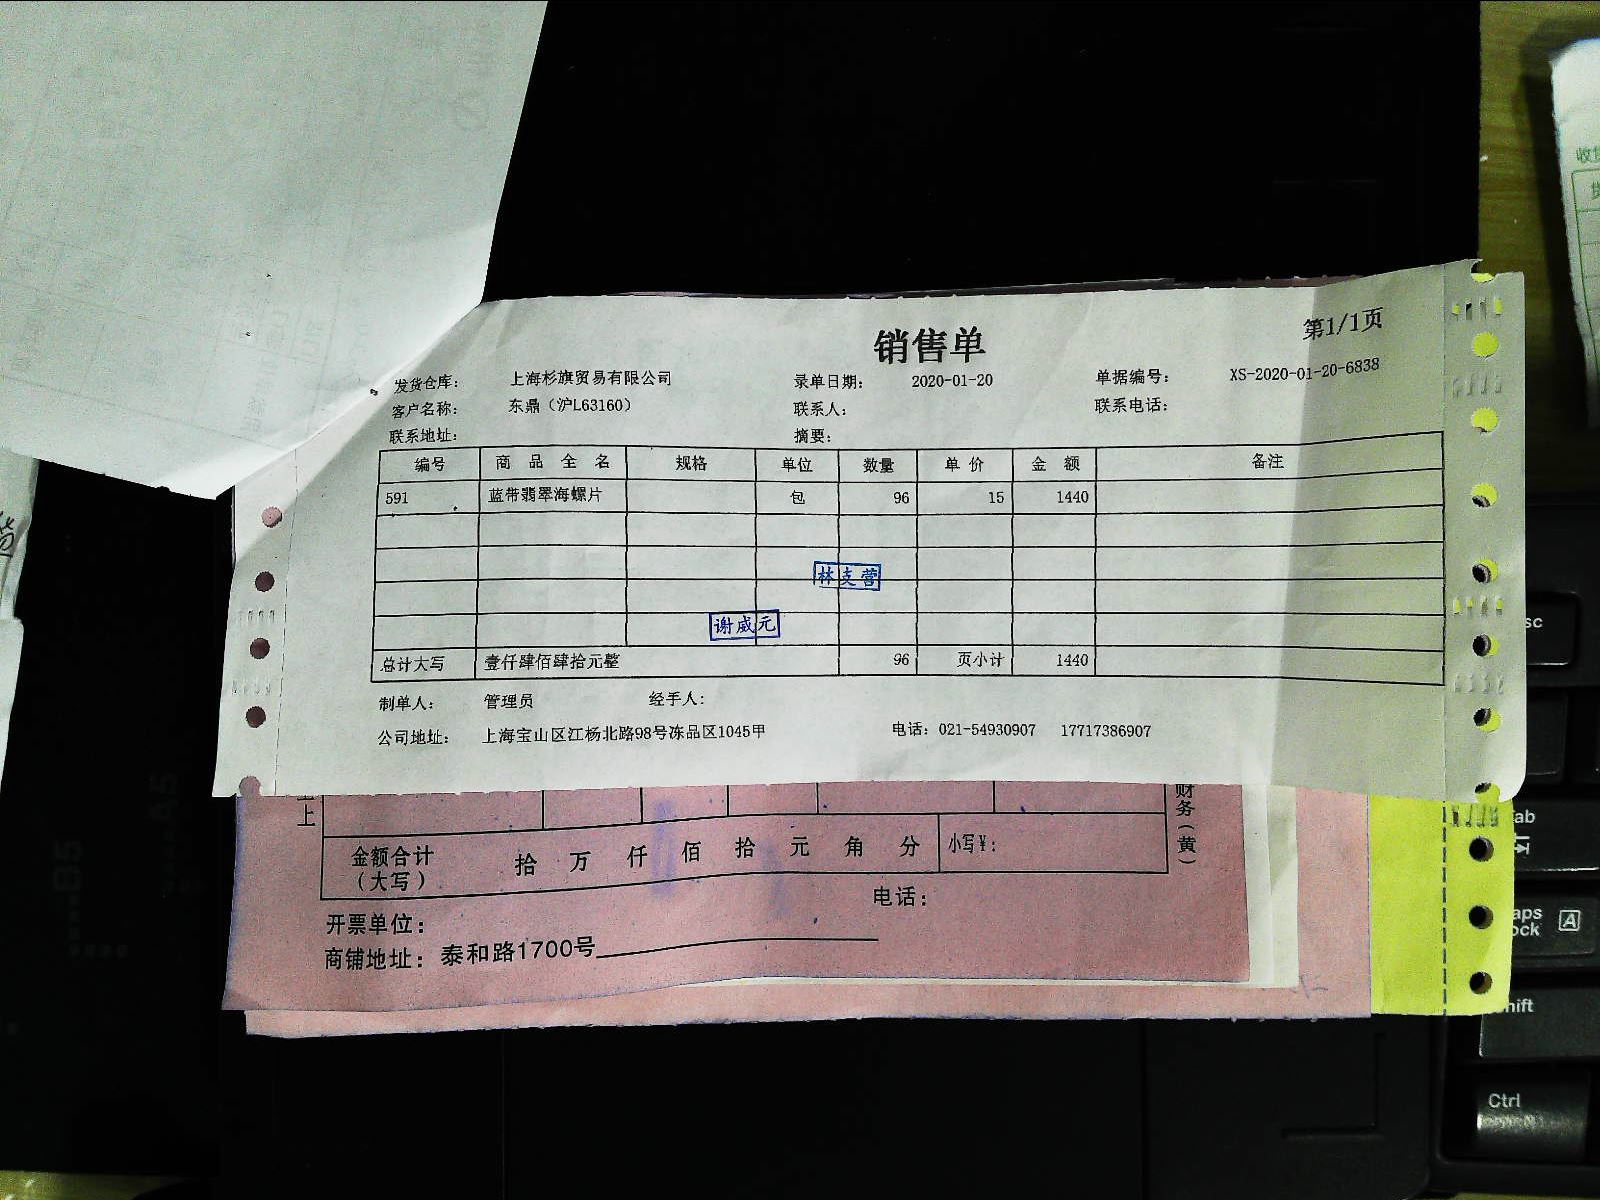 销售单
第1/1页
发货仓库： 上海杉旗贸易有限公司 录单日期： 2020-01-20 单据编号： XS-2020-01-20-6838
客户名称： 东鼎（沪L63160） 联系人： 联系电话：
联系地址： 摘要：
编号 商品全名 规格 单位 数量 单价 金额 备注
591 蓝带翡翠海螺片 包 96 15 1440
林支营
谢威元
总计大写 壹仟肆佰肆拾元整 96 页小计 1440
制单人： 管理员 经手人：
公司地址： 上海宝山区江杨北路98号冻品区1045甲 电话：021-54930907 17717386907
上
财务（黄）
金额合计（大写） 拾 万 仟 佰 拾 元 角 分 小写¥：
开票单位： 电话：
商铺地址：泰和路1700号
B5
A5
sc
ab
aps
ock
A
hift
Ctrl